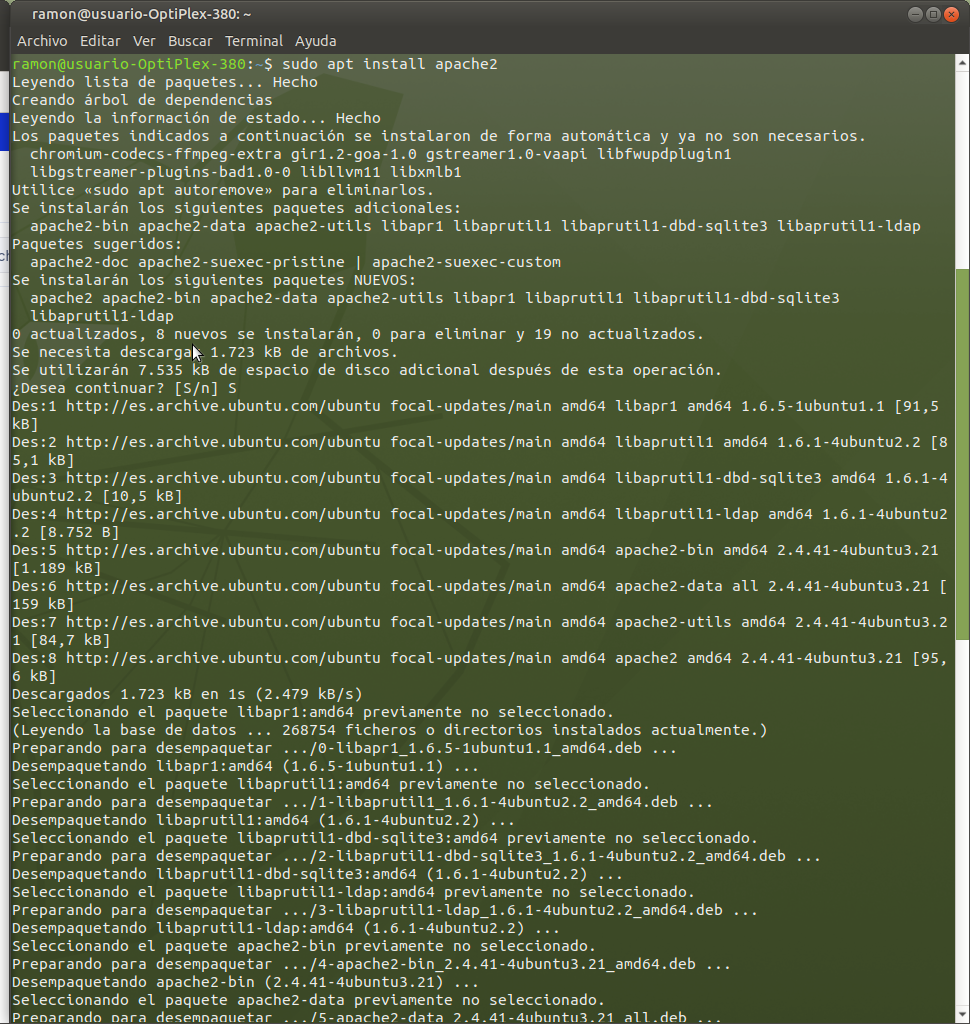 ramon@usuario-OptiPlex-380: ~
Archivo Editar Ver Buscar Terminal Ayuda
ramon@usuario-OptiPlex-380:~$ sudo apt install apache2
Leyendo lista de paquetes... Hecho
Creando árbol de dependencias
Leyendo la información de estado... Hecho
Los paquetes indicados a continuación se instalaron de forma automática y ya no son necesarios.
  chromium-codecs-ffmpeg-extra gir1.2-goa-1.0 gstreamer1.0-vaapi libfwupdplugin1
  libgstreamer-plugins-bad1.0-0 libllvm11 libxmlb1
Utilice «sudo apt autoremove» para eliminarlos.
Se instalarán los siguientes paquetes adicionales:
  apache2-bin apache2-data apache2-utils libapr1 libaprutil1 libaprutil1-dbd-sqlite3 libaprutil1-ldap
Paquetes sugeridos:
  apache2-doc apache2-suexec-pristine | apache2-suexec-custom
Se instalarán los siguientes paquetes NUEVOS:
  apache2 apache2-bin apache2-data apache2-utils libapr1 libaprutil1 libaprutil1-dbd-sqlite3
  libaprutil1-ldap
0 actualizados, 8 nuevos se instalarán, 0 para eliminar y 19 no actualizados.
Se necesita descargar 1.723 kB de archivos.
Se utilizarán 7.535 kB de espacio de disco adicional después de esta operación.
¿Desea continuar? [S/n] S
Des:1 http://es.archive.ubuntu.com/ubuntu focal-updates/main amd64 libapr1 amd64 1.6.5-1ubuntu1.1 [91,5
kB]
Des:2 http://es.archive.ubuntu.com/ubuntu focal-updates/main amd64 libaprutil1 amd64 1.6.1-4ubuntu2.2 [8
5,1 kB]
Des:3 http://es.archive.ubuntu.com/ubuntu focal-updates/main amd64 libaprutil1-dbd-sqlite3 amd64 1.6.1-4
ubuntu2.2 [10,5 kB]
Des:4 http://es.archive.ubuntu.com/ubuntu focal-updates/main amd64 libaprutil1-ldap amd64 1.6.1-4ubuntu2
.2 [8.752 B]
Des:5 http://es.archive.ubuntu.com/ubuntu focal-updates/main amd64 apache2-bin amd64 2.4.41-4ubuntu3.21
[1.189 kB]
Des:6 http://es.archive.ubuntu.com/ubuntu focal-updates/main amd64 apache2-data all 2.4.41-4ubuntu3.21 [
159 kB]
Des:7 http://es.archive.ubuntu.com/ubuntu focal-updates/main amd64 apache2-utils amd64 2.4.41-4ubuntu3.2
1 [84,7 kB]
Des:8 http://es.archive.ubuntu.com/ubuntu focal-updates/main amd64 apache2 amd64 2.4.41-4ubuntu3.21 [95,
6 kB]
Descargados 1.723 kB en 1s (2.479 kB/s)
Seleccionando el paquete libapr1:amd64 previamente no seleccionado.
(Leyendo la base de datos ... 268754 ficheros o directorios instalados actualmente.)
Preparando para desempaquetar .../0-libapr1_1.6.5-1ubuntu1.1_amd64.deb ...
Desempaquetando libapr1:amd64 (1.6.5-1ubuntu1.1) ...
Seleccionando el paquete libaprutil1:amd64 previamente no seleccionado.
Preparando para desempaquetar .../1-libaprutil1_1.6.1-4ubuntu2.2_amd64.deb ...
Desempaquetando libaprutil1:amd64 (1.6.1-4ubuntu2.2) ...
Seleccionando el paquete libaprutil1-dbd-sqlite3:amd64 previamente no seleccionado.
Preparando para desempaquetar .../2-libaprutil1-dbd-sqlite3_1.6.1-4ubuntu2.2_amd64.deb ...
Desempaquetando libaprutil1-dbd-sqlite3:amd64 (1.6.1-4ubuntu2.2) ...
Seleccionando el paquete libaprutil1-ldap:amd64 previamente no seleccionado.
Preparando para desempaquetar .../3-libaprutil1-ldap_1.6.1-4ubuntu2.2_amd64.deb ...
Desempaquetando libaprutil1-ldap:amd64 (1.6.1-4ubuntu2.2) ...
Seleccionando el paquete apache2-bin previamente no seleccionado.
Preparando para desempaquetar .../4-apache2-bin_2.4.41-4ubuntu3.21_amd64.deb ...
Desempaquetando apache2-bin (2.4.41-4ubuntu3.21) ...
Seleccionando el paquete apache2-data previamente no seleccionado.
Preparando para desempaquetar .../5-apache2-data_2.4.41-4ubuntu3.21_all.deb ...